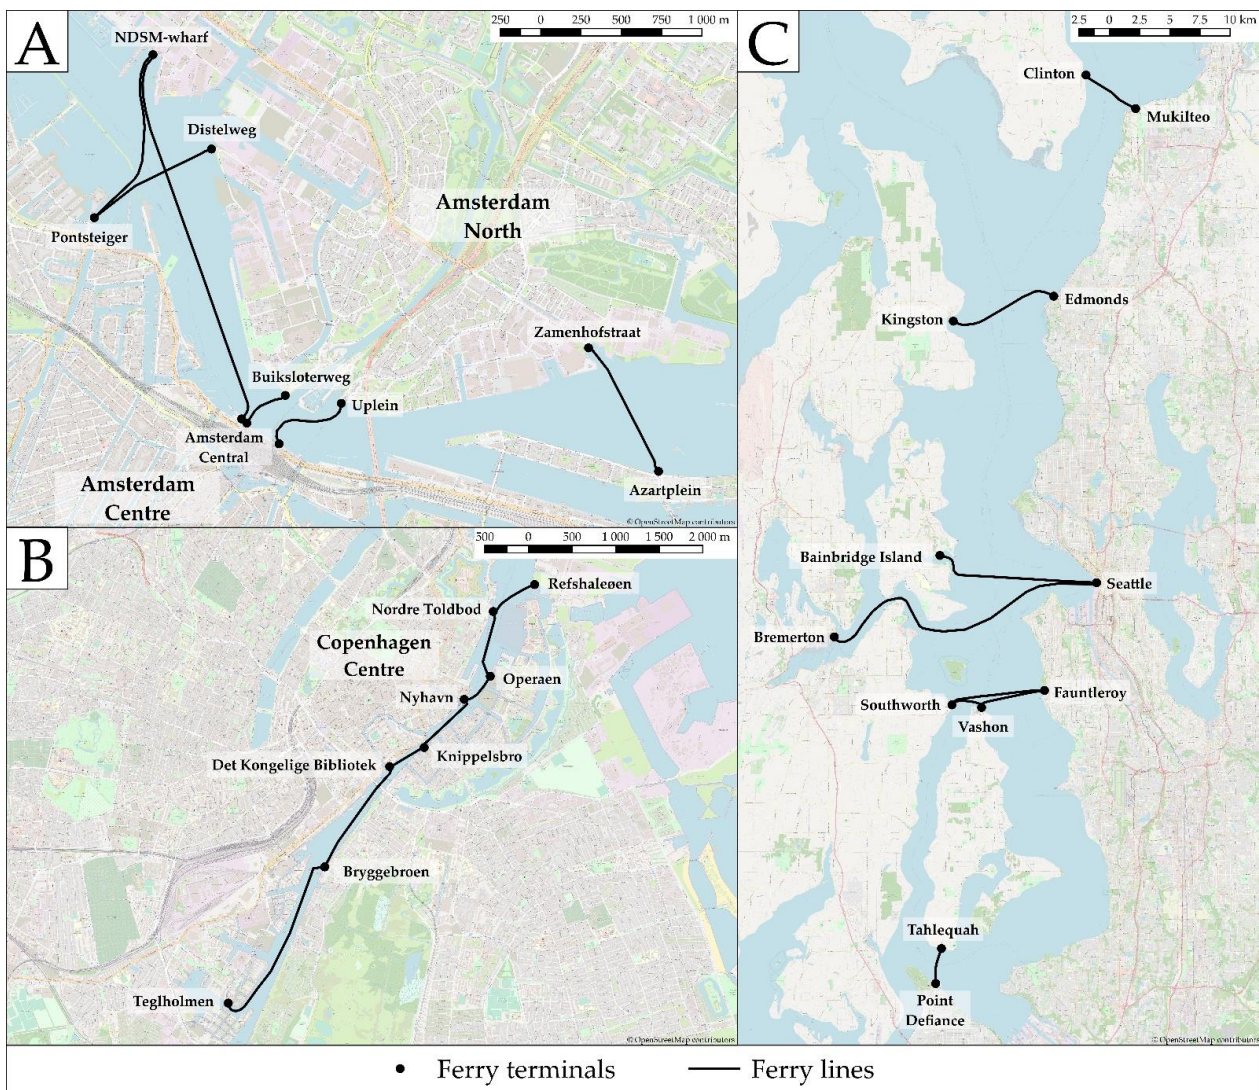 A
250 0 250 500 750 1 000 m
NDSM-wharf
Distelweg
Pontsteiger
Amsterdam
North
Zamenhofstraat
Buiksloterweg
Uplein
Amsterdam
Central
Azartplein
Amsterdam
Centre
© OpenStreetMap contributors
B
500 0 500 1 000 1 500 2 000 m
Refshaleøen
Nordre Toldbod
Copenhagen
Centre
Operaen
Nyhavn
Knippelsbro
Det Kongelige Bibliotek
Bryggebroen
Teglholmen
© OpenStreetMap contributors
C
2.5 0 2.5 5 7.5 10 km
Clinton
Mukilteo
Edmonds
Kingston
Bainbridge Island
Seattle
Bremerton
Fauntleroy
Southworth
Vashon
Tahlequah
Point
Defiance
© OpenStreetMap contributors
Ferry terminals
Ferry lines